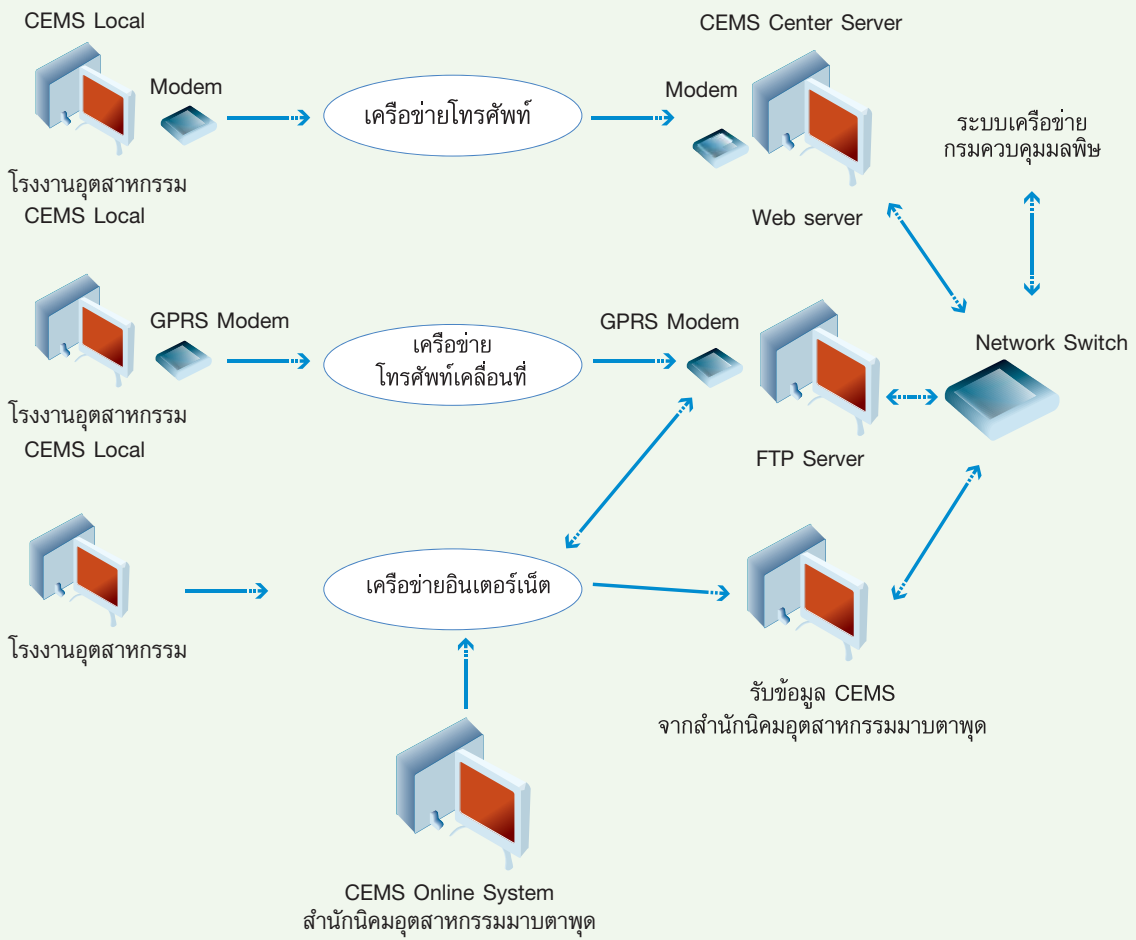 CEMS Local
CEMS Center Server
Modem
Modem
เครือข่ายโทรศัพท์
ระบบเครือข่าย
กรมควบคุมมลพิษ
โรงงานอุตสาหกรรม
CEMS Local
Web server
GPRS Modem
GPRS Modem
เครือข่าย
โทรศัพท์เคลื่อนที่
Network Switch
โรงงานอุตสาหกรรม
CEMS Local
FTP Server
เครือข่ายอินเตอร์เน็ต
โรงงานอุตสาหกรรม
รับข้อมูล CEMS
จากสำนักนิคมอุตสาหกรรมมาบตาพุด
CEMS Online System
สำนักนิคมอุตสาหกรรมมาบตาพุด